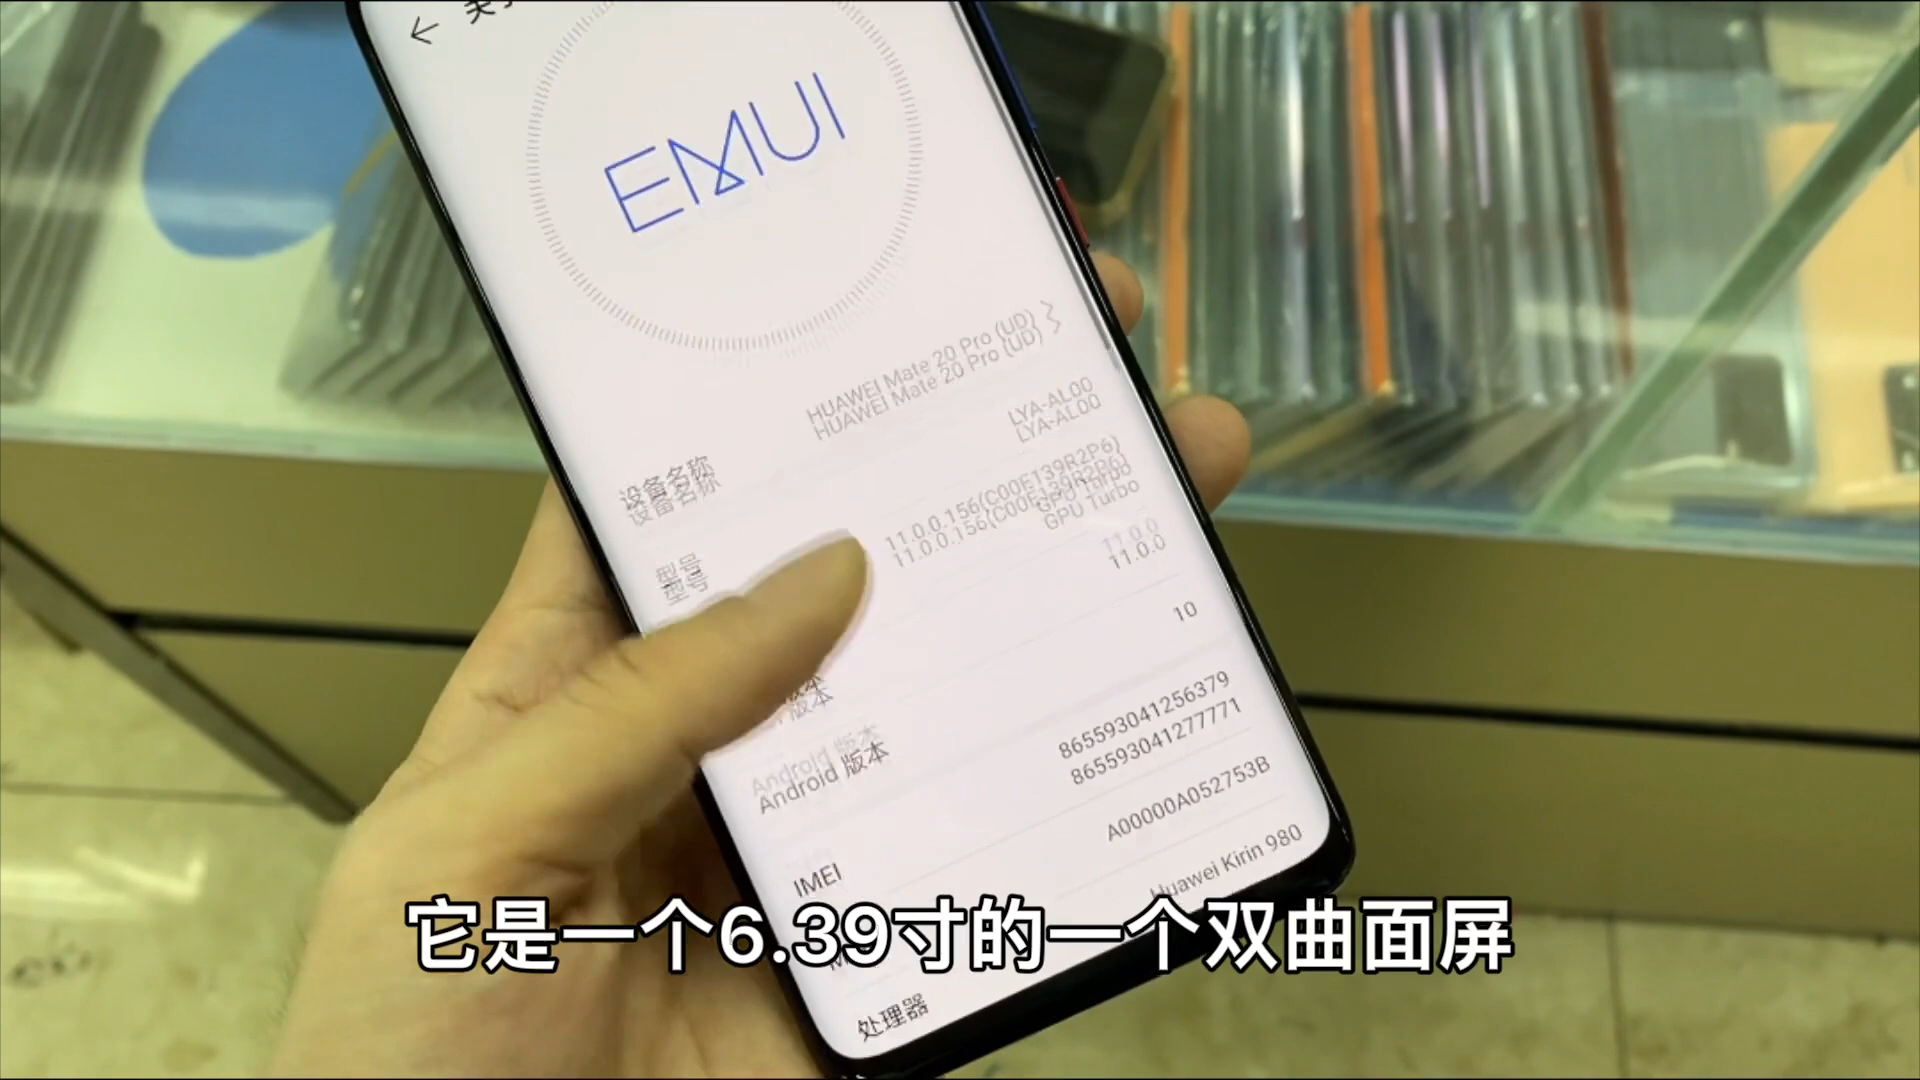 EMUI
设备名称 HUAWEI Mate 20 Pro (UD)
型号 LYA-AL00
11.0.0.156(C00E139R2P6)
GPU Turbo
版本 11.0.0
Android 版本 10
IMEI 865593041256379
865593041277771
A00000A052753B
处理器 Huawei Kirin 980
它是一个6.39寸的一个双曲面屏